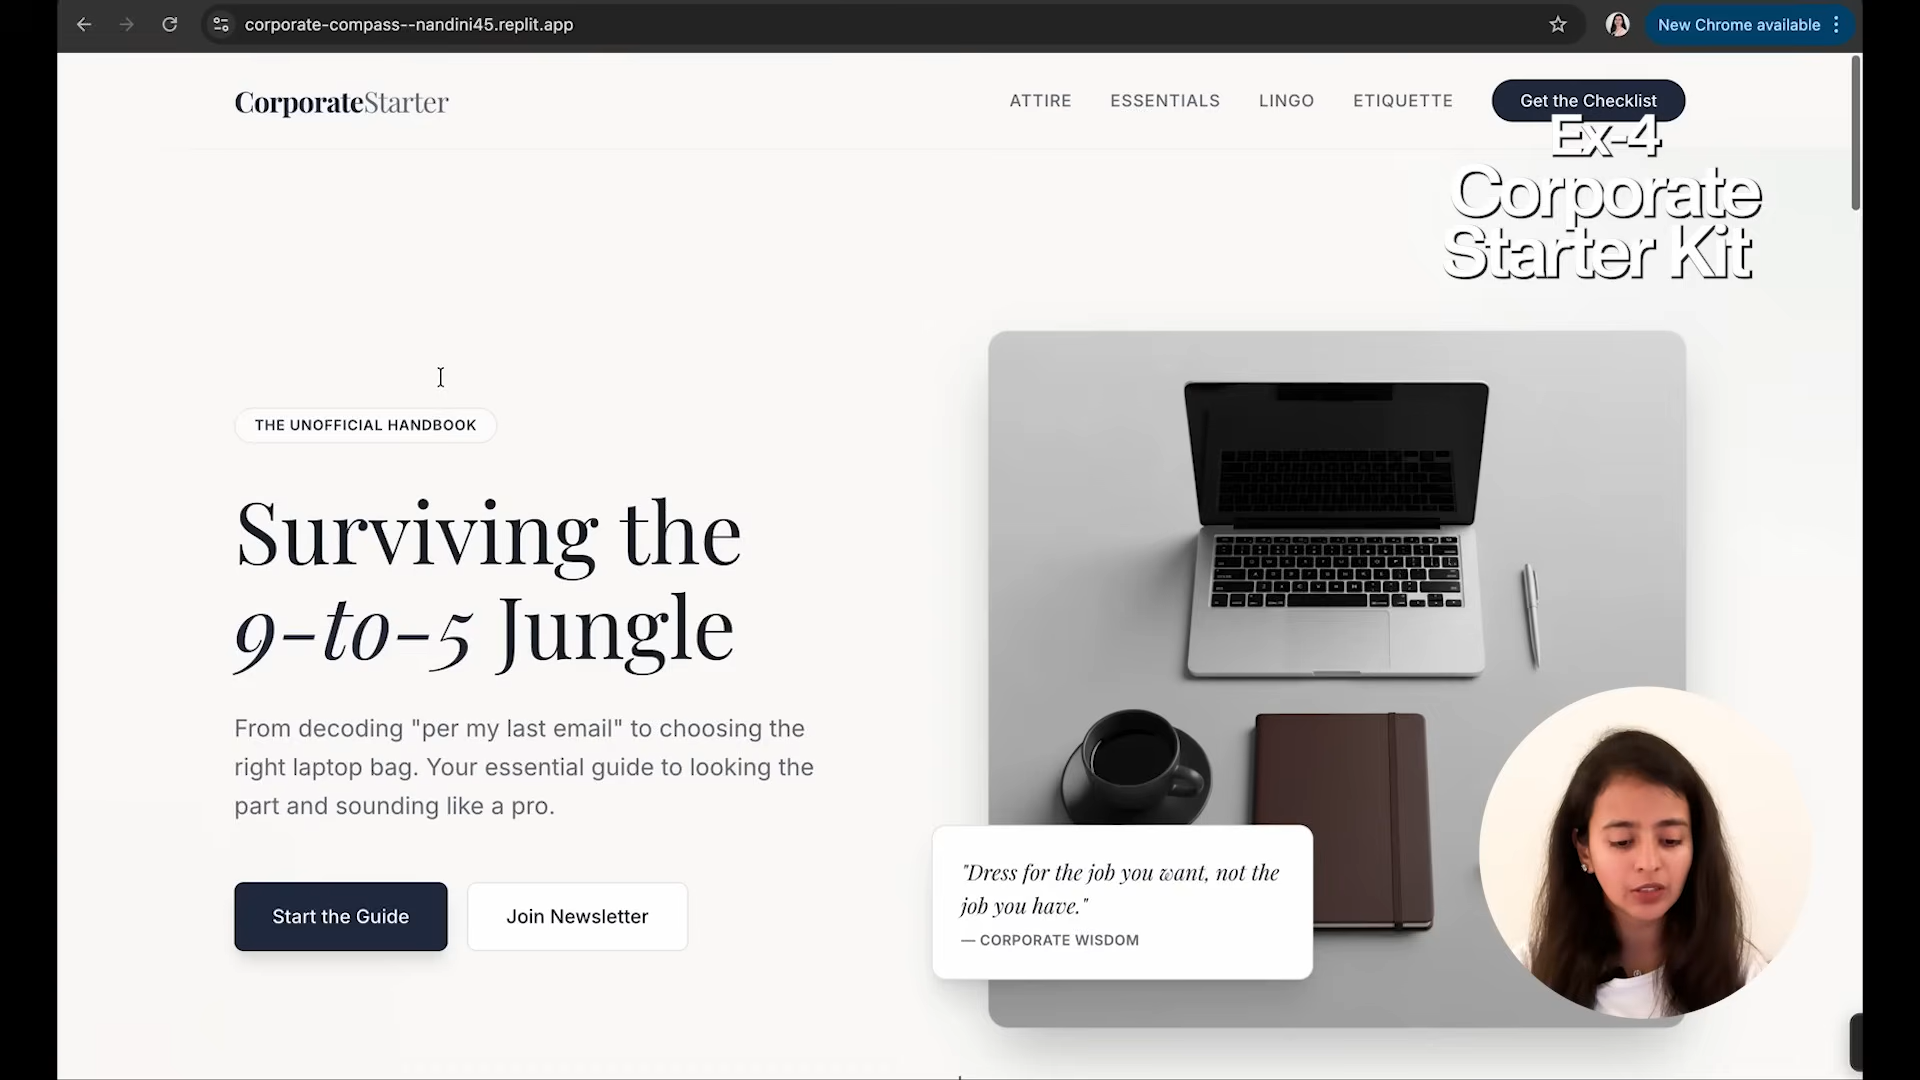 corporate-compass--nandini45.replit.app
New Chrome available
CorporateStarter
ATTIRE
ESSENTIALS
LINGO
ETIQUETTE
Get the Checklist
Ex-4
Corporate
Starter Kit
THE UNOFFICIAL HANDBOOK
Surviving the
9-to-5 Jungle
From decoding "per my last email" to choosing the
right laptop bag. Your essential guide to looking the
part and sounding like a pro.
Start the Guide
Join Newsletter
"Dress for the job you want, not the
job you have."
— CORPORATE WISDOM